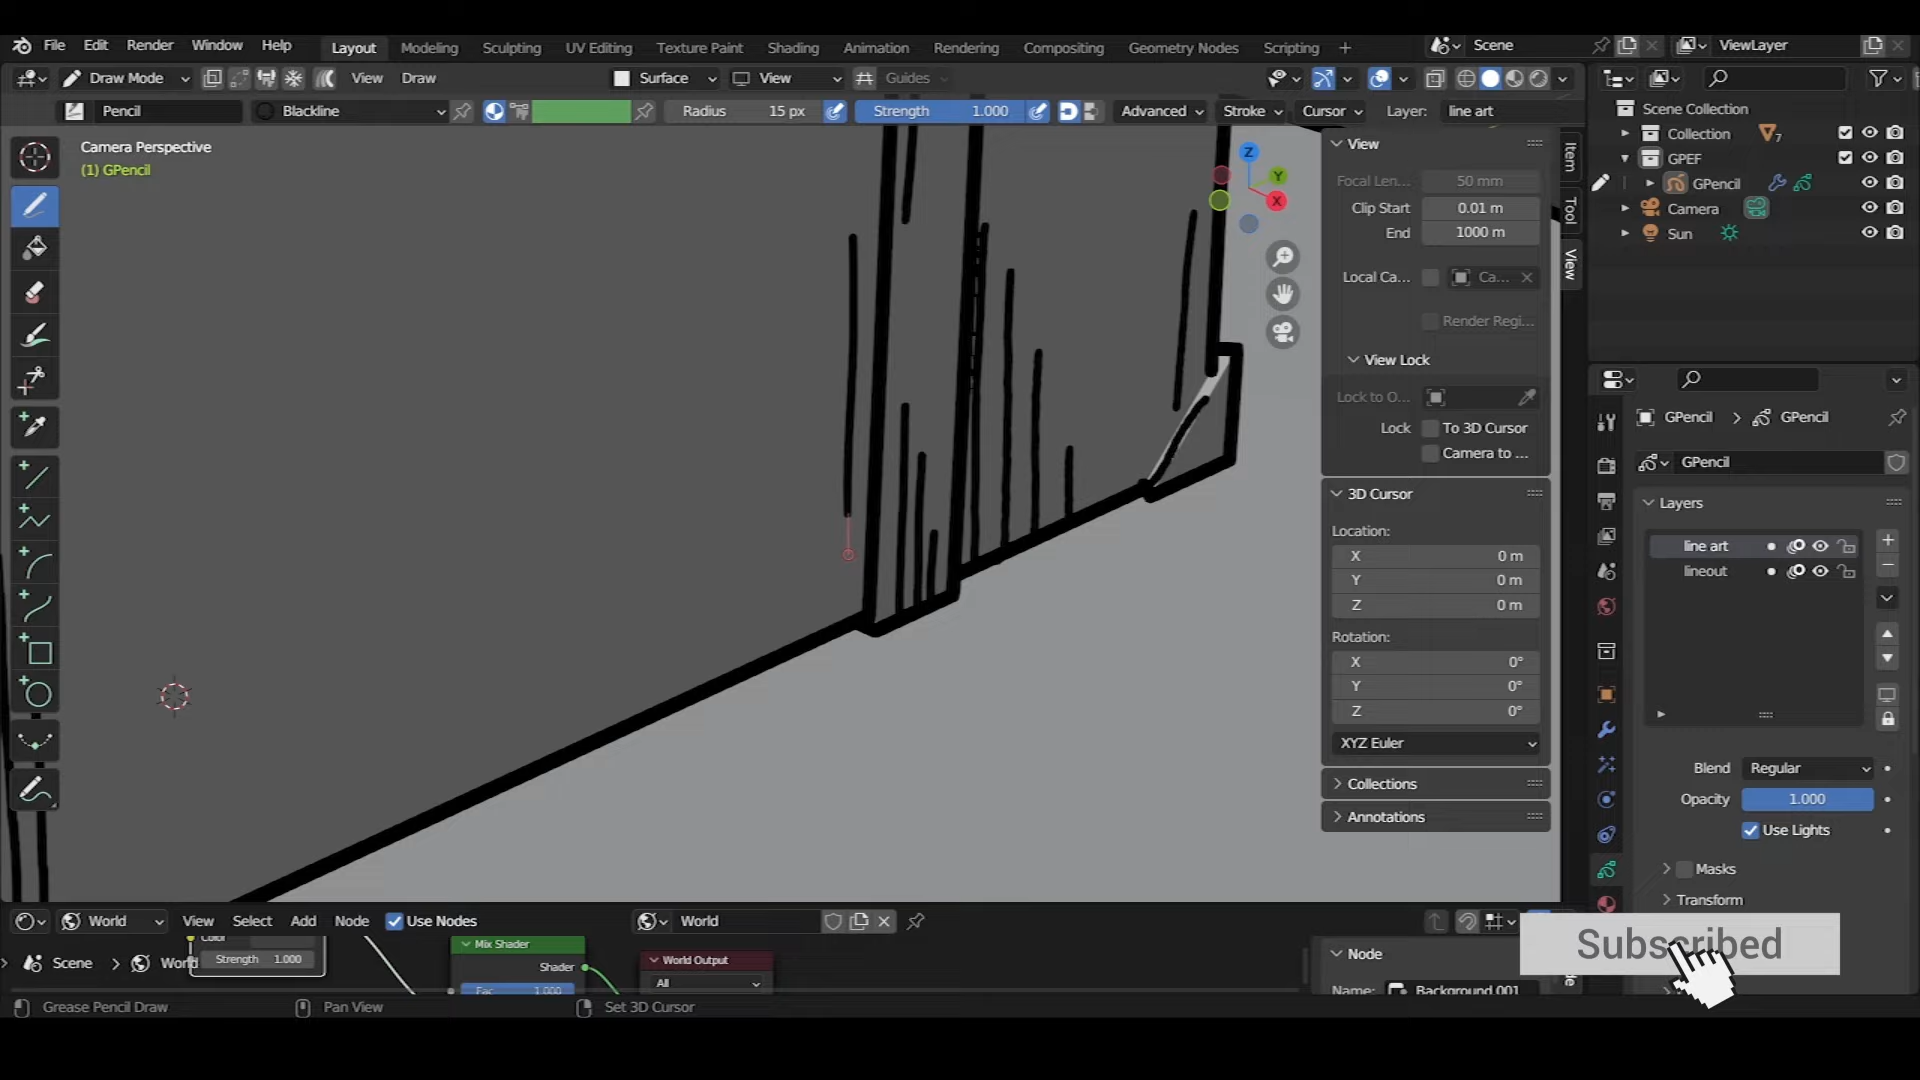 File Edit Render Window Help Layout Modeling Sculpting UV Editing Texture Paint Shading Animation Rendering Compositing Geometry Nodes Scripting + Scene ViewLayer
Draw Mode View Draw Surface View Guides
Pencil Blackline Radius 15 px Strength 1.000 Advanced Stroke Cursor Layer: line art
Scene Collection
Collection 7
GPEF
GPencil
Camera
Sun
Camera Perspective
(1) GPencil
Z
Y
X
Item
Tool
View
View
Focal Len... 50 mm
Clip Start 0.01 m
End 1000 m
Local Ca... Ca...
Render Regi...
View Lock
Lock to O...
Lock To 3D Cursor
Camera to ...
3D Cursor
Location:
X 0 m
Y 0 m
Z 0 m
Rotation:
X 0°
Y 0°
Z 0°
XYZ Euler
Collections
Annotations
GPencil > GPencil
GPencil
Layers
line art
lineout
Blend Regular
Opacity 1.000
Use Lights
Masks
Transform
World View Select Add Node Use Nodes World
Color
Strength 1.000
Scene > World
Mix Shader
Shader
Fac 1.000
World Output
All
Node
Name: Background.001
Subscribed
Grease Pencil Draw Pan View Set 3D Cursor